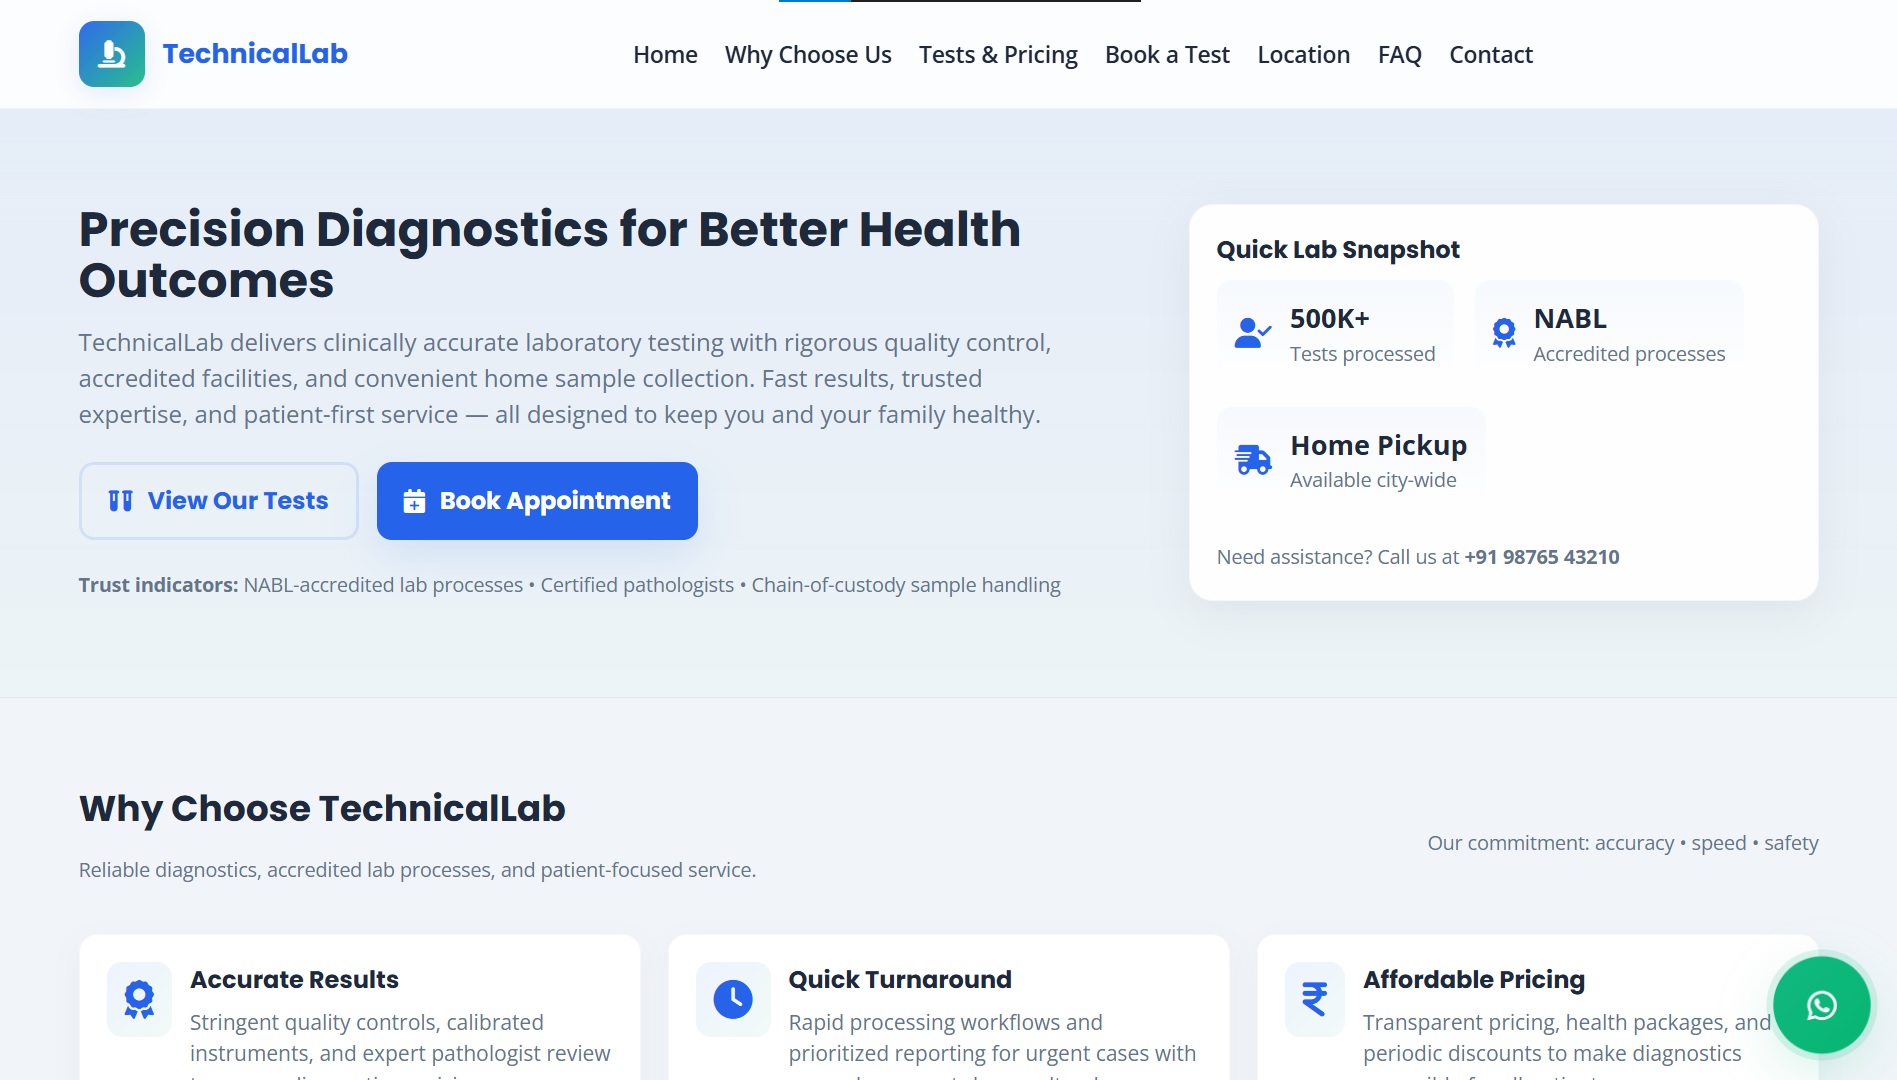 TechnicalLab
Home Why Choose Us Tests & Pricing Book a Test Location FAQ Contact
Precision Diagnostics for Better Health
Outcomes
TechnicalLab delivers clinically accurate laboratory testing with rigorous quality control,
accredited facilities, and convenient home sample collection. Fast results, trusted
expertise, and patient-first service — all designed to keep you and your family healthy.
View Our Tests
Book Appointment
Trust indicators: NABL-accredited lab processes • Certified pathologists • Chain-of-custody sample handling
Quick Lab Snapshot
500K+
Tests processed
NABL
Accredited processes
Home Pickup
Available city-wide
Need assistance? Call us at +91 98765 43210
Why Choose TechnicalLab
Reliable diagnostics, accredited lab processes, and patient-focused service.
Our commitment: accuracy • speed • safety
Accurate Results
Stringent quality controls, calibrated
instruments, and expert pathologist review
Quick Turnaround
Rapid processing workflows and
prioritized reporting for urgent cases with
₹
Affordable Pricing
Transparent pricing, health packages, and
periodic discounts to make diagnostics